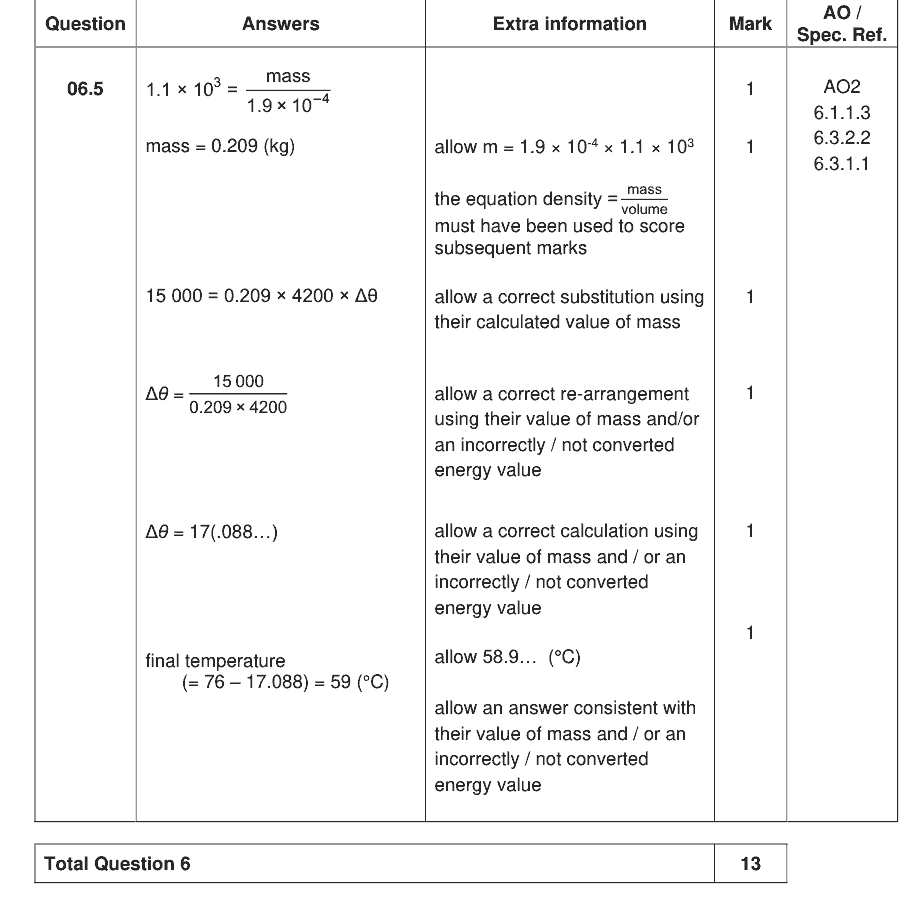 Question Answers Extra information Mark AO /
Spec. Ref.
06.5 1.1 × 10³ = mass / 1.9 × 10⁻⁴ 1 AO2
6.1.1.3
6.3.2.2
6.3.1.1
mass = 0.209 (kg) allow m = 1.9 × 10⁻⁴ × 1.1 × 10³ 1
the equation density = mass / volume
must have been used to score
subsequent marks
15 000 = 0.209 × 4200 × Δθ allow a correct substitution using 1
their calculated value of mass
Δθ = 15 000 / 0.209 × 4200 allow a correct re-arrangement 1
using their value of mass and/or
an incorrectly / not converted
energy value
Δθ = 17(.088...) allow a correct calculation using 1
their value of mass and / or an
incorrectly / not converted
energy value
1
final temperature allow 58.9... (°C)
(= 76 – 17.088) = 59 (°C)
allow an answer consistent with
their value of mass and / or an
incorrectly / not converted
energy value
Total Question 6 13